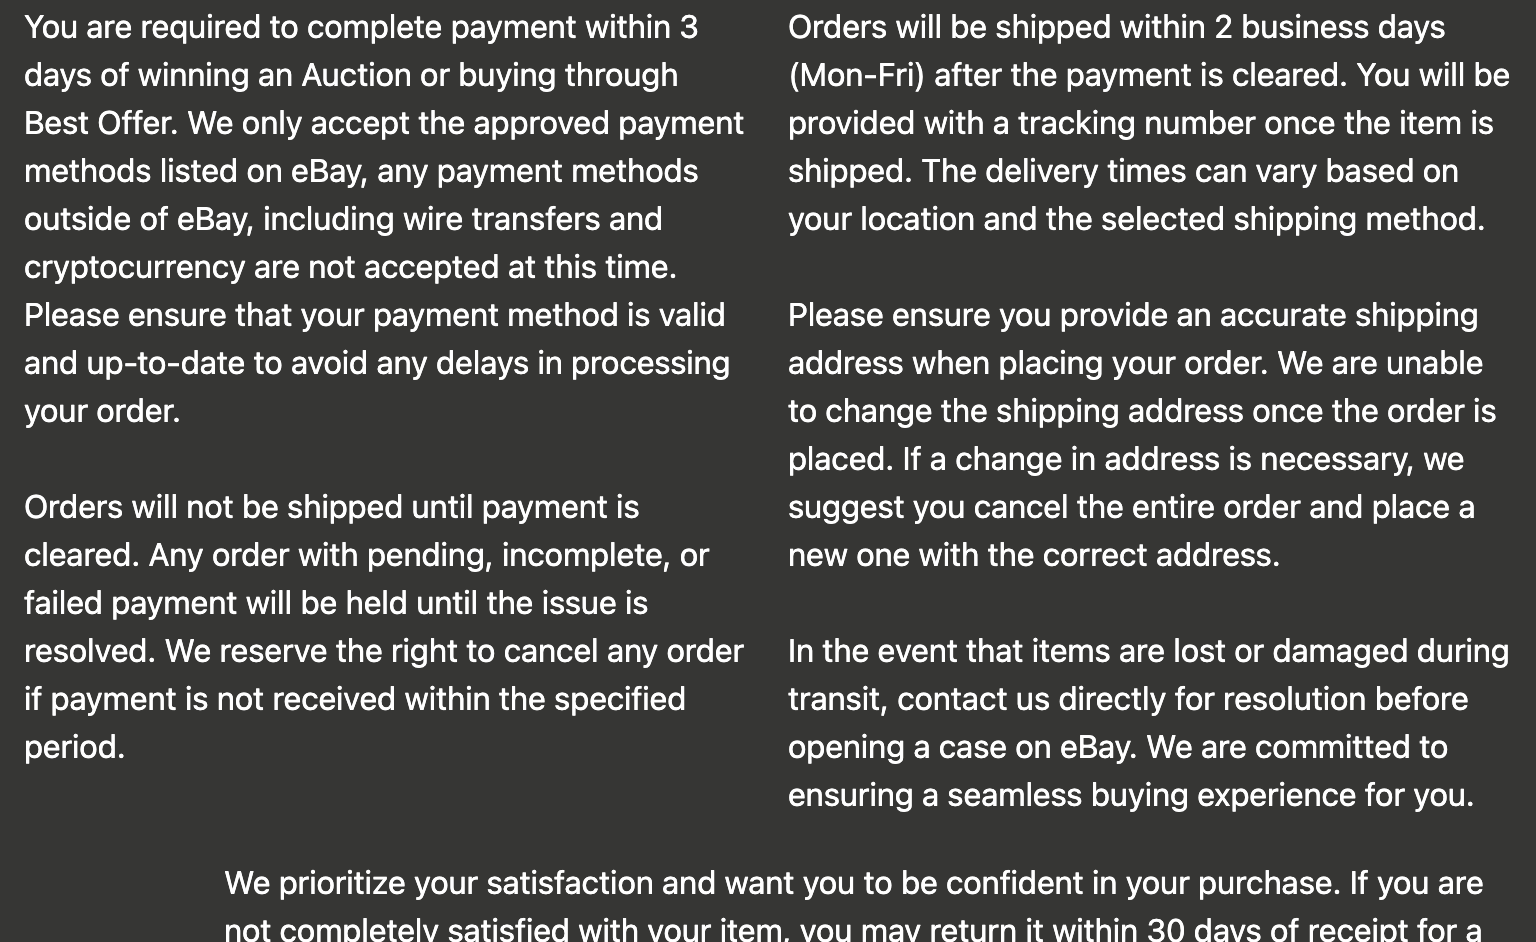 You are required to complete payment within 3
days of winning an Auction or buying through
Best Offer. We only accept the approved payment
methods listed on eBay, any payment methods
outside of eBay, including wire transfers and
cryptocurrency are not accepted at this time.
Please ensure that your payment method is valid
and up-to-date to avoid any delays in processing
your order.
Orders will not be shipped until payment is
cleared. Any order with pending, incomplete, or
failed payment will be held until the issue is
resolved. We reserve the right to cancel any order
if payment is not received within the specified
period.
Orders will be shipped within 2 business days
(Mon-Fri) after the payment is cleared. You will be
provided with a tracking number once the item is
shipped. The delivery times can vary based on
your location and the selected shipping method.
Please ensure you provide an accurate shipping
address when placing your order. We are unable
to change the shipping address once the order is
placed. If a change in address is necessary, we
suggest you cancel the entire order and place a
new one with the correct address.
In the event that items are lost or damaged during
transit, contact us directly for resolution before
opening a case on eBay. We are committed to
ensuring a seamless buying experience for you.
We prioritize your satisfaction and want you to be confident in your purchase. If you are
not completely satisfied with your item, you may return it within 30 days of receipt for a